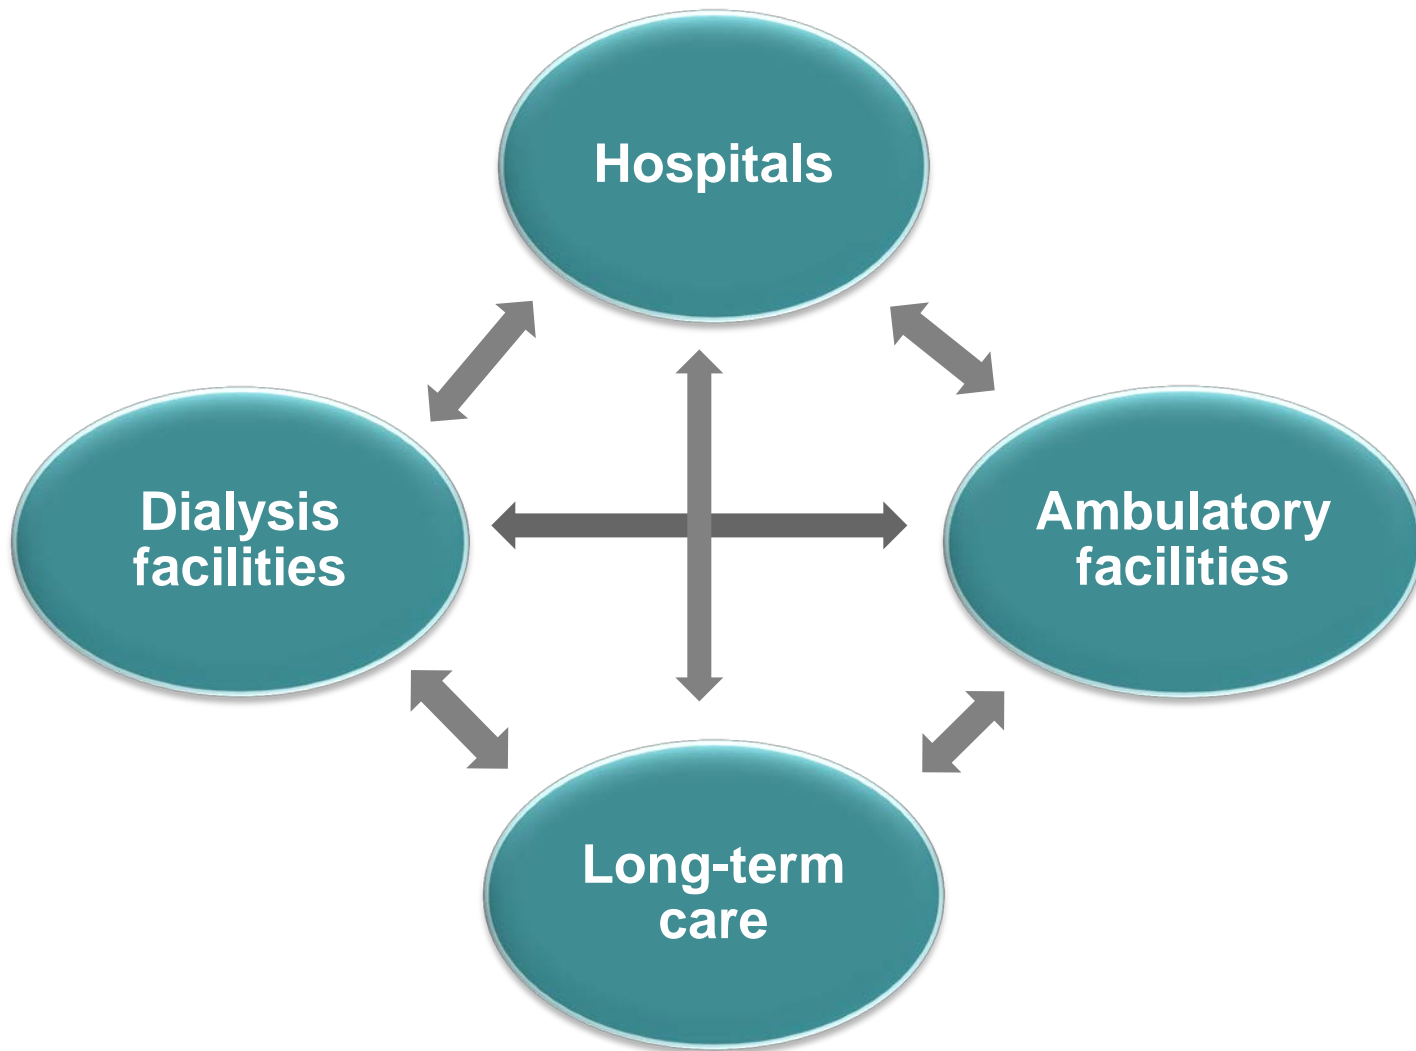 Hospitals
Dialysis
facilities
Ambulatory
facilities
Long-term
care